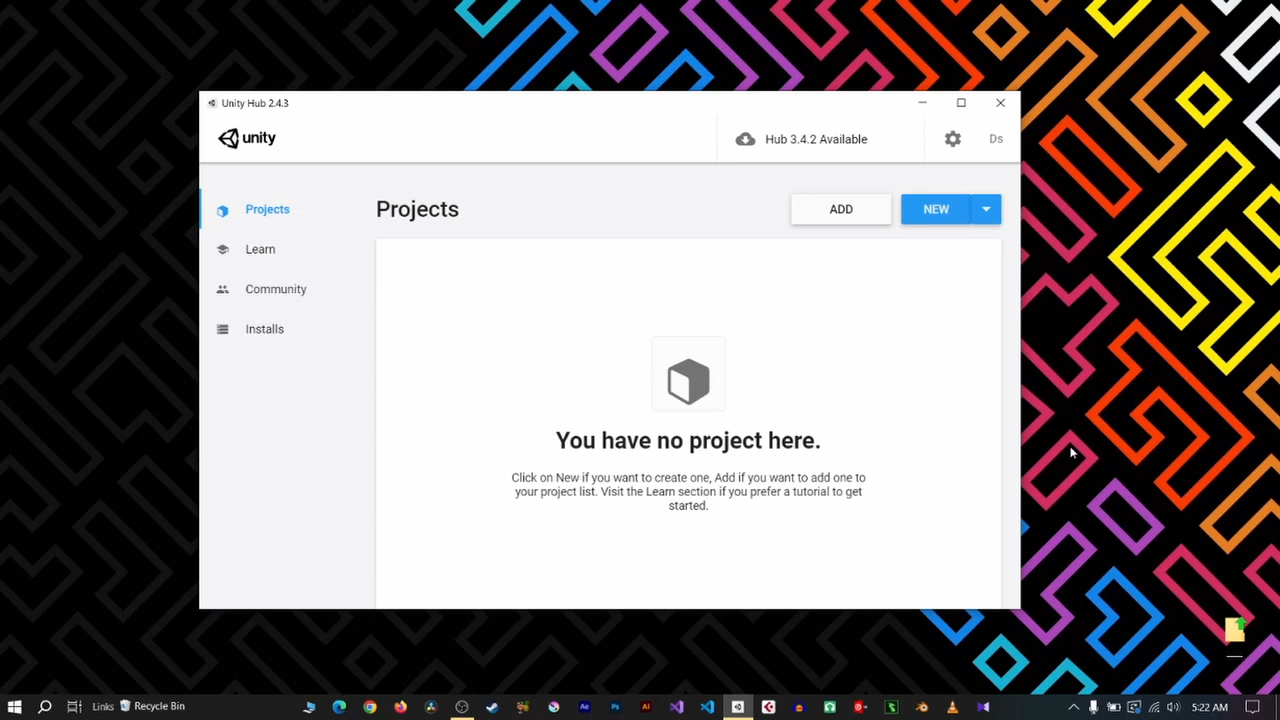 Unity Hub 2.4.3
unity
Hub 3.4.2 Available
Ds
Projects
Learn
Community
Installs
Projects
ADD
NEW
You have no project here.
Click on New if you want to create one, Add if you want to add one to
your project list. Visit the Learn section if you prefer a tutorial to get
started.
Links
Recycle Bin
Ae
Ps
Ai
5:22 AM